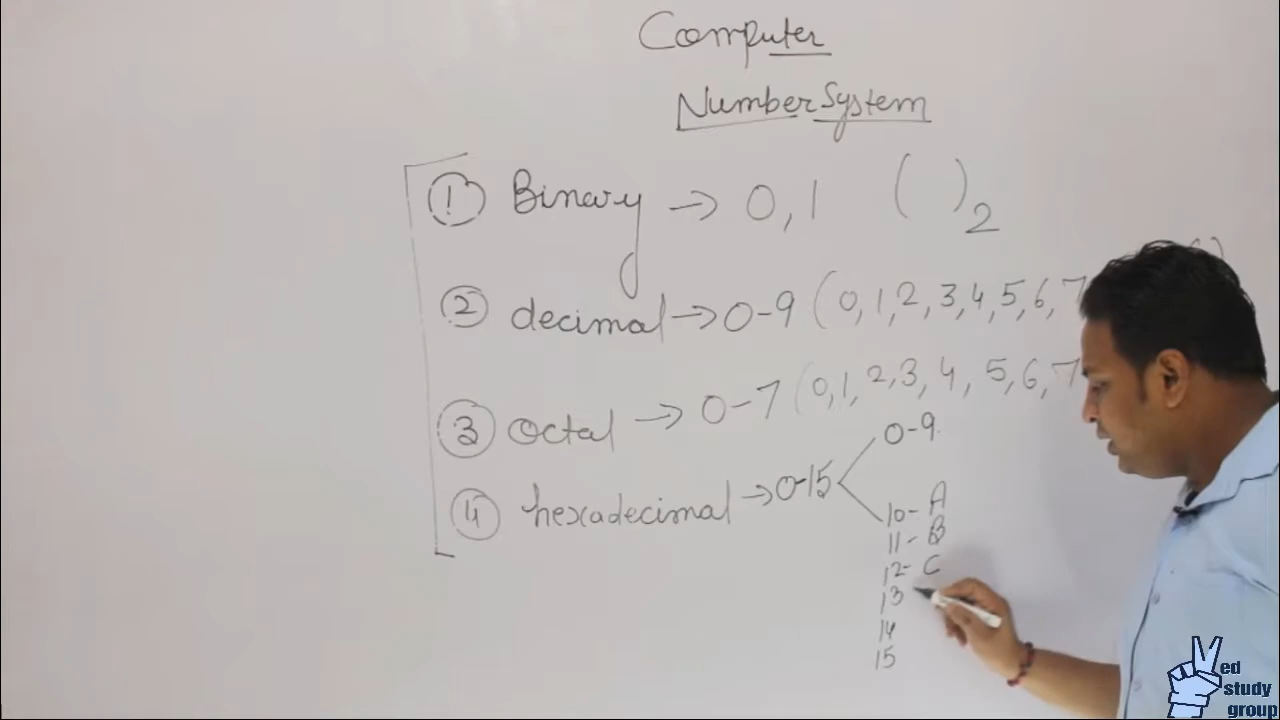 Computer
Number System
① Binary → 0,1 ( )2
② decimal → 0-9 (0,1,2,3,4,5,6,7
③ Octal → 0-7 (0,1,2,3,4,5,6,7
④ hexadecimal → 0-15
0-9
10- A
11- B
12- C
13
14
15
Ved
study
group